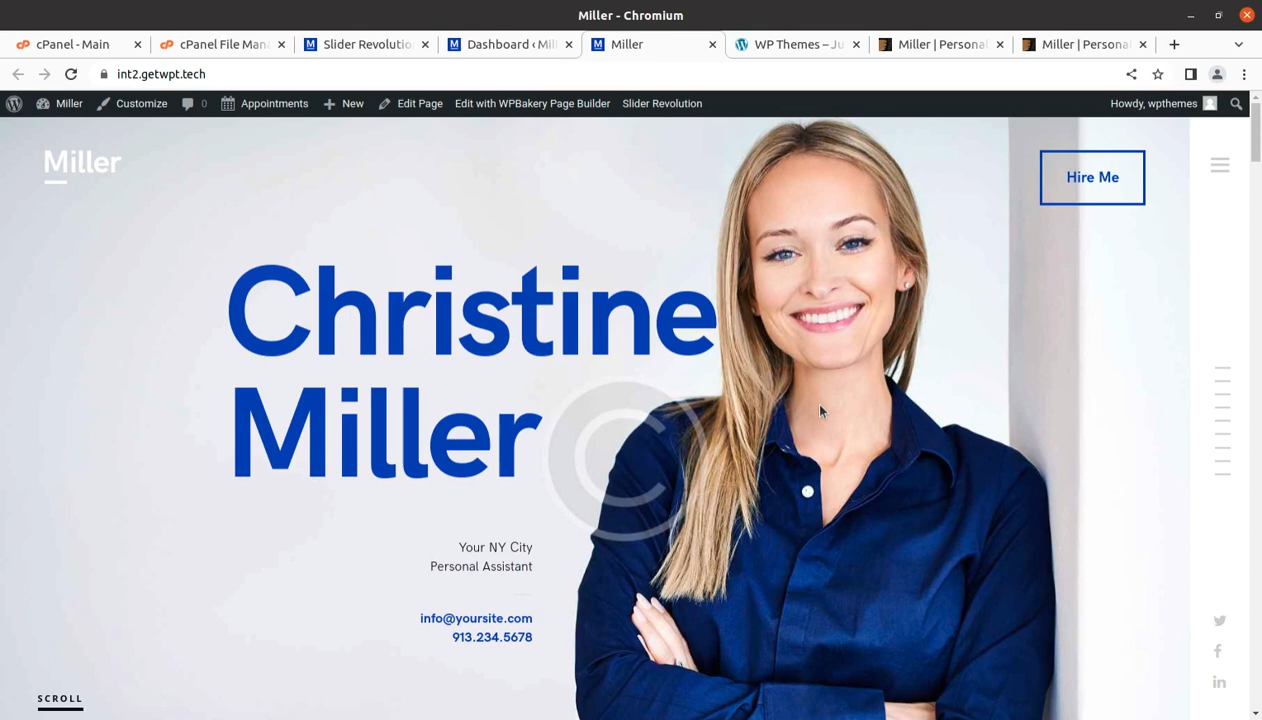 Miller - Chromium
cPanel - Main
cPanel File Man
Slider Revolutio
Dashboard ‹ Mil
Miller
WP Themes – Ju
Miller | Persona
Miller | Persona
int2.getwpt.tech
Miller
Customize
0
Appointments
New
Edit Page
Edit with WPBakery Page Builder
Slider Revolution
Howdy, wpthemes
Miller
Hire Me
Christine
Miller
Your NY City
Personal Assistant
info@yoursite.com
913.234.5678
SCROLL